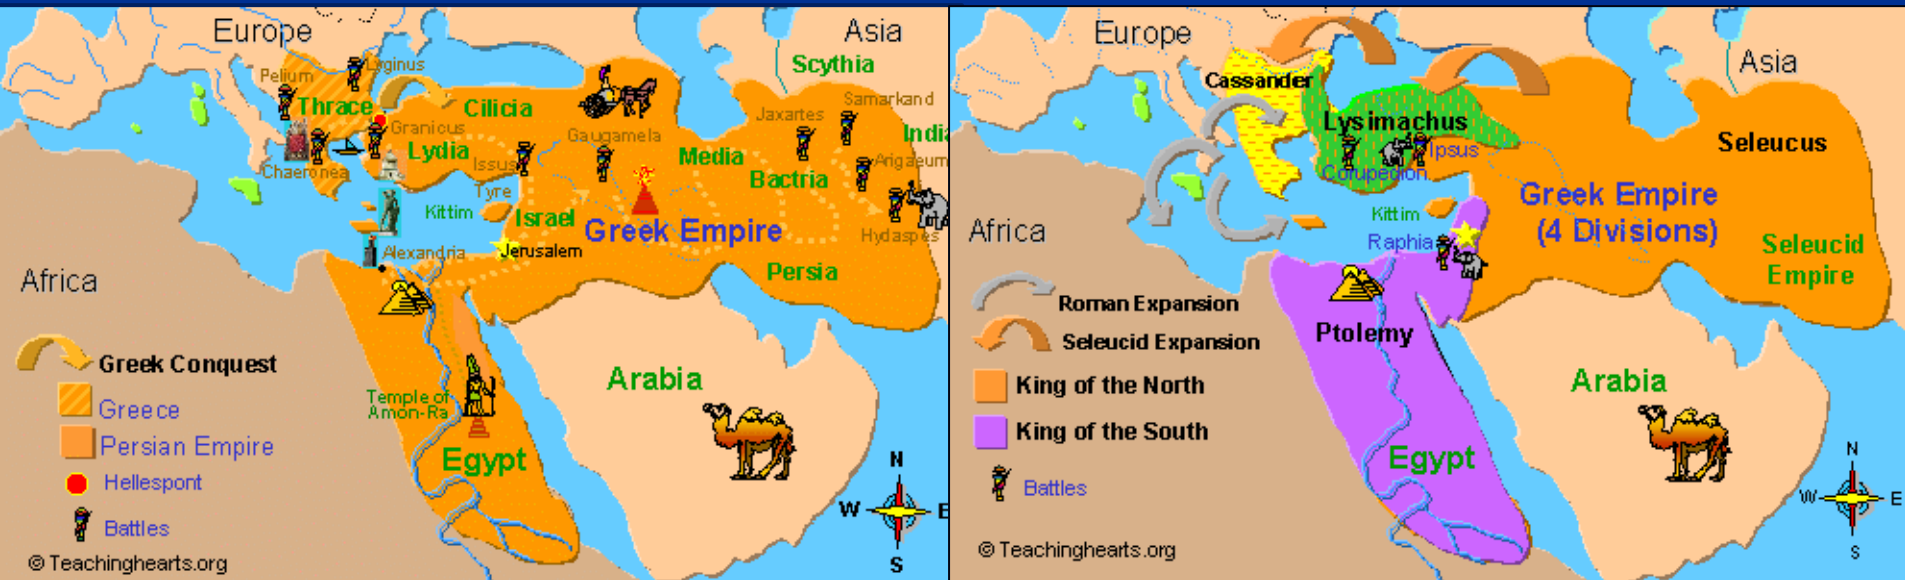 Europe
Asia
Scythia
Pelium
Lyginus
Thrace
Cilicia
Samarkand
Jaxartes
Granicus
Gaugamela
India
Lydia
Media
Issus
Arigaeum
Chaeronea
Bactria
Tyre
Kittim
Israel
Greek Empire
Hydaspes
Alexandria
Jerusalem
Persia
Africa
Greek Conquest
Arabia
Temple of
Amon-Ra
Greece
Persian Empire
Egypt
Hellespont
Battles
N
W
E
S
© Teachinghearts.org
Europe
Asia
Cassander
Lysimachus
Seleucus
Ipsus
Corupedion
Greek Empire
(4 Divisions)
Kittim
Africa
Raphia
Seleucid
Empire
Roman Expansion
Ptolemy
Seleucid Expansion
King of the North
Arabia
King of the South
Egypt
Battles
N
W
E
S
© Teachinghearts.org